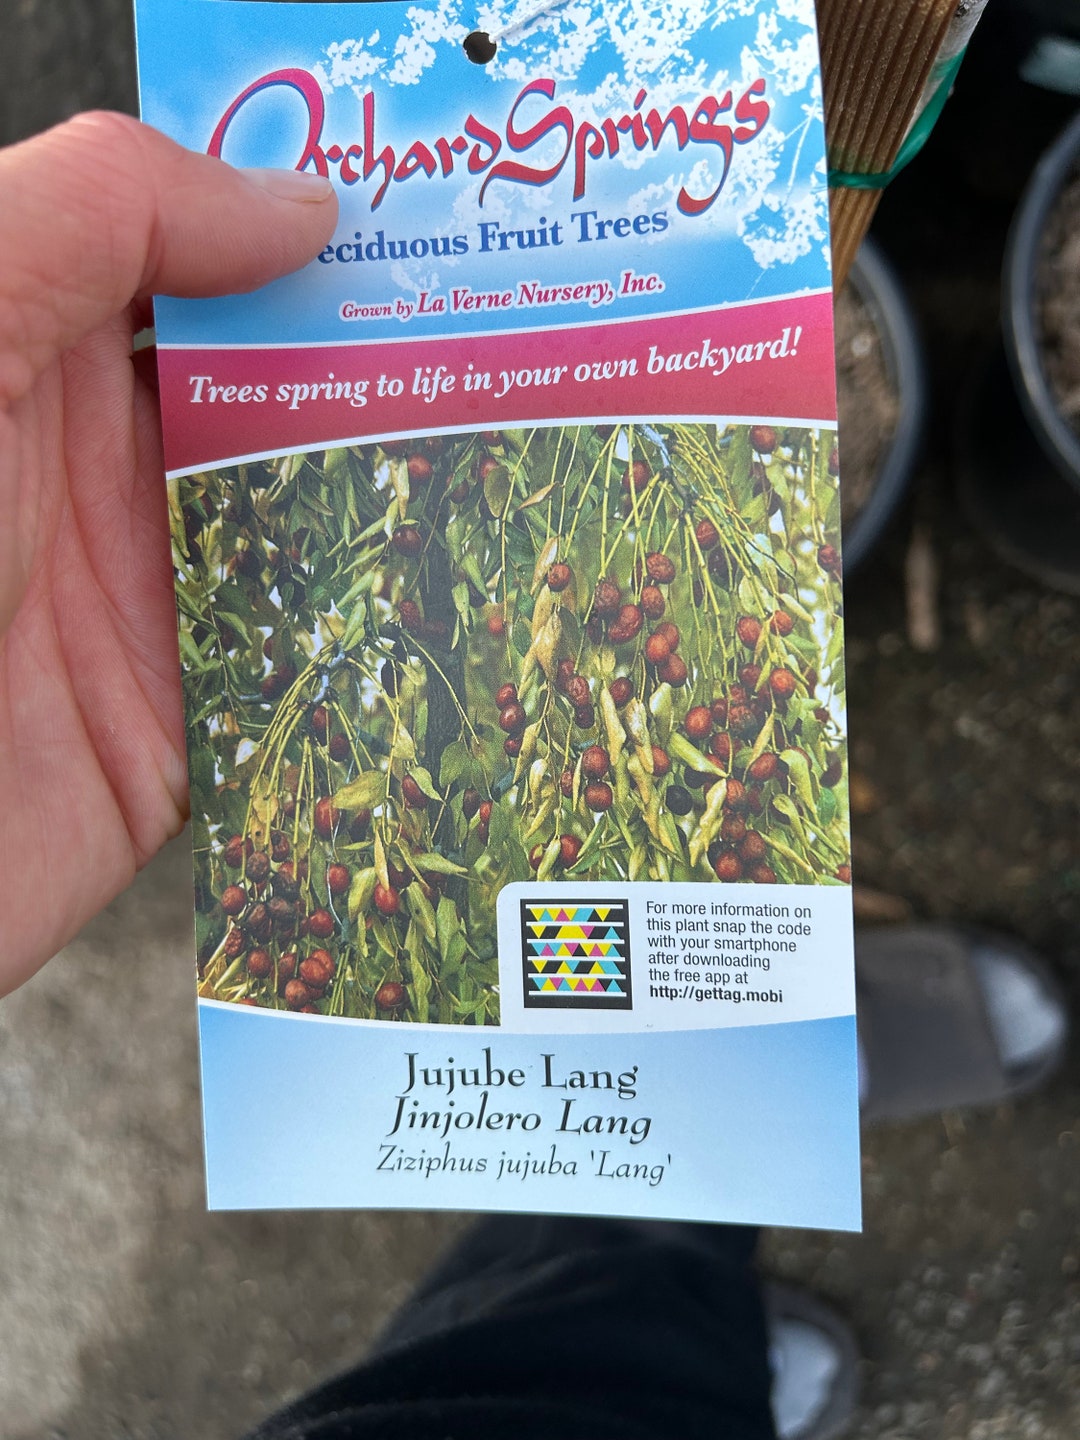 Orchard Springs
eciduous Fruit Trees
Grown by La Verne Nursery, Inc.
Trees spring to life in your own backyard!
For more information on
this plant snap the code
with your smartphone
after downloading
the free app at
http://gettag.mobi
Jujube Lang
Jinjolero Lang
Ziziphus jujuba 'Lang'